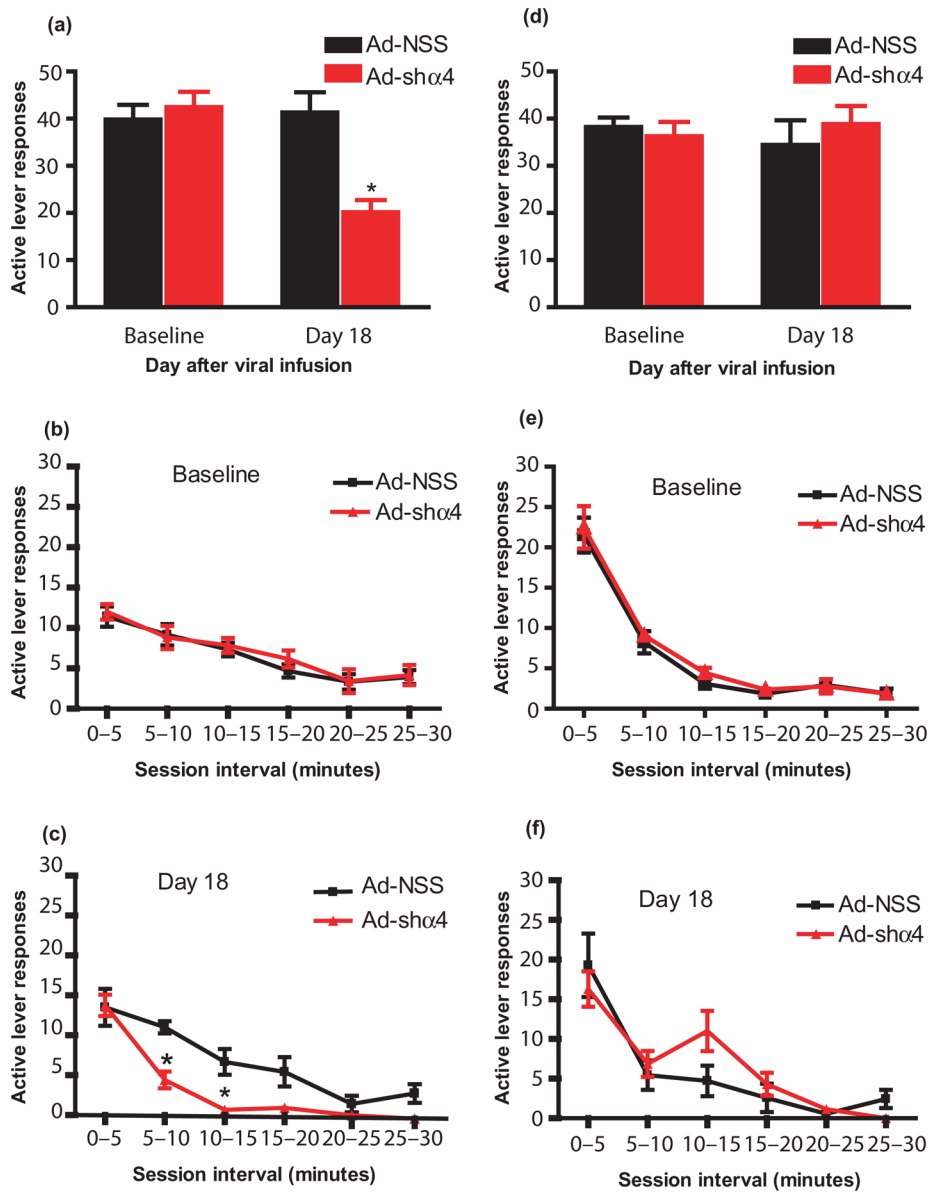 (a)
Ad-NSS
Ad-shα4
Active lever responses
50
40
30
20
10
0
*
Baseline
Day 18
Day after viral infusion
(d)
Ad-NSS
Ad-shα4
Active lever responses
50
40
30
20
10
0
Baseline
Day 18
Day after viral infusion
(b)
Baseline
Ad-NSS
Ad-shα4
Active lever responses
30
25
20
15
10
5
0
0–5 5–10 10–15 15–20 20–25 25–30
Session interval (minutes)
(e)
Baseline
Ad-NSS
Ad-shα4
Active lever responses
30
25
20
15
10
5
0
0–5 5–10 10–15 15–20 20–25 25–30
Session interval (minutes)
(c)
Day 18
Ad-NSS
Ad-shα4
Active lever responses
30
25
20
15
10
5
0
*
*
0–5 5–10 10–15 15–20 20–25 25–30
Session interval (minutes)
(f)
Day 18
Ad-NSS
Ad-shα4
Active lever responses
30
25
20
15
10
5
0
0–5 5–10 10–15 15–20 20–25 25–30
Session interval (minutes)